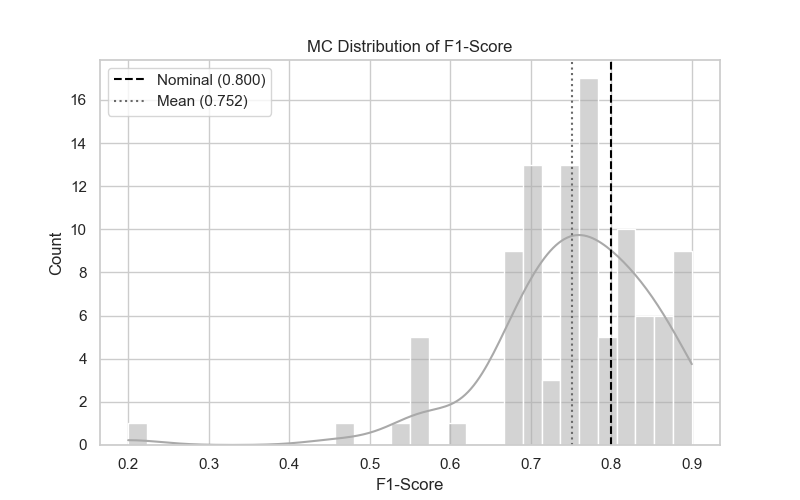 MC Distribution of F1-Score
Nominal (0.800)
Mean (0.752)
Count
16
14
12
10
8
6
4
2
0
0.2 0.3 0.4 0.5 0.6 0.7 0.8 0.9
F1-Score